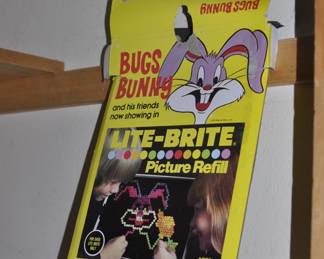 BUGS BUNNY
BUGS
BUNNY
and his friends
now showing in
LITE-BRITE
Picture Refill